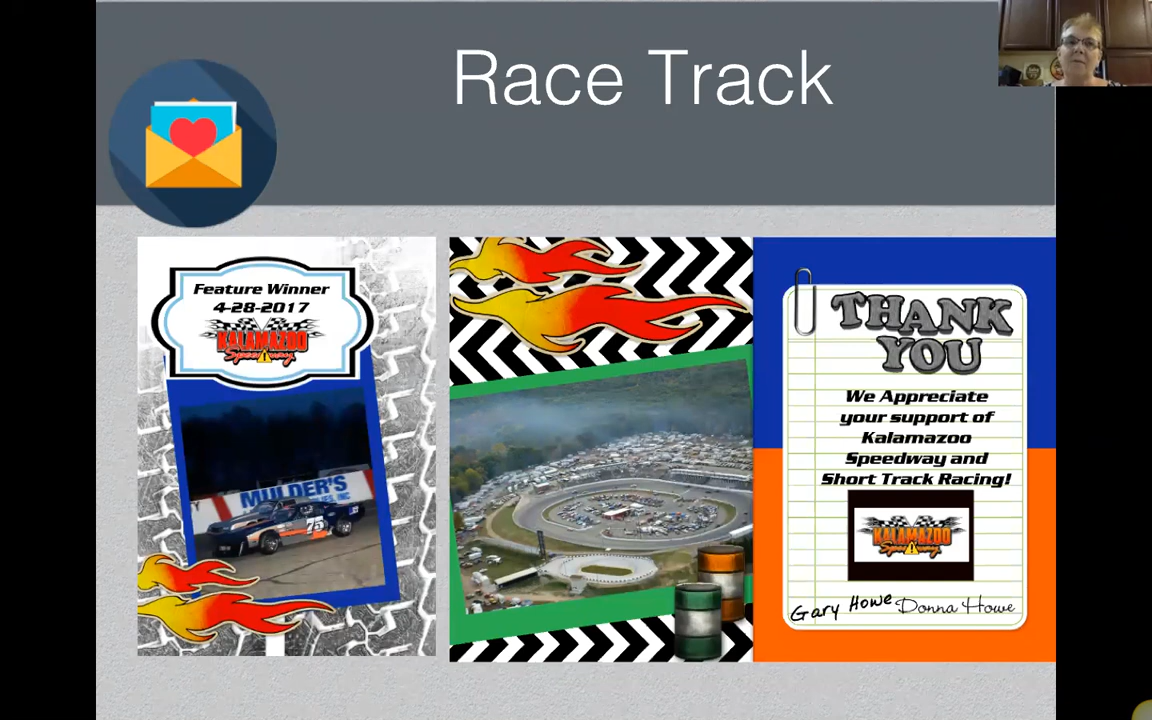 Race Track
Feature Winner
4-28-2017
KALAMAZOO
Speedway
MULDER'S
75
THANK
YOU
We Appreciate
your support of
Kalamazoo
Speedway and
Short Track Racing!
KALAMAZOO
Speedway
Gary Howe Donna Howe